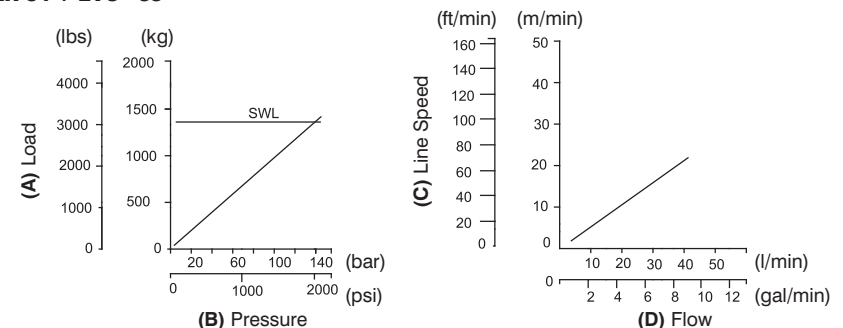 (lbs)
(kg)
4000
3000
2000
1000
0
2000
1500
1000
500
0
SWL
(A) Load
20 60 100 140 (bar)
0 1000 2000 (psi)
(B) Pressure
(ft/min)
(m/min)
160
140
120
100
80
60
40
20
0
50
40
30
20
10
0
(C) Line Speed
10 20 30 40 50 (l/min)
0 2 4 6 8 10 12 (gal/min)
(D) Flow